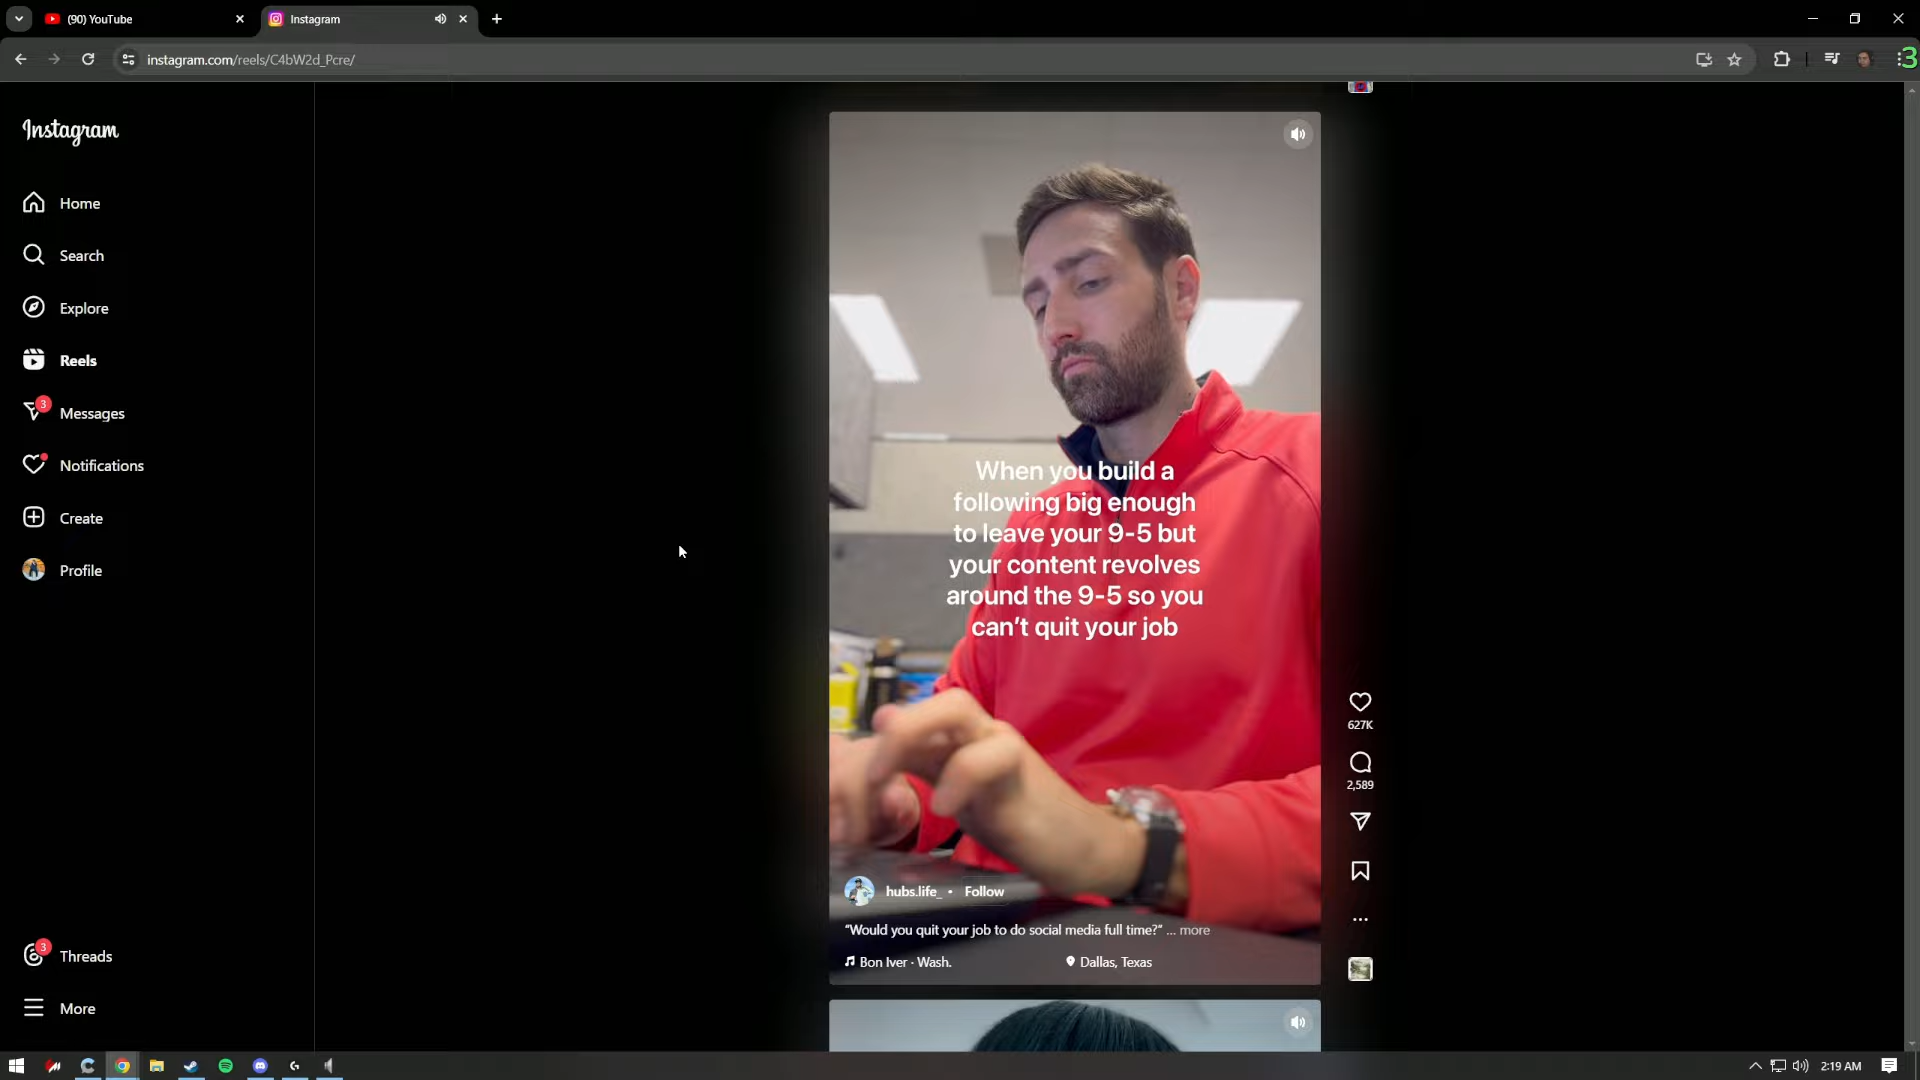 (90) YouTube
Instagram
instagram.com/reels/C4bW2d_Pcre/
3
Instagram
Home
Search
Explore
Reels
3
Messages
Notifications
Create
Profile
When you build a
following big enough
to leave your 9-5 but
your content revolves
around the 9-5 so you
can't quit your job
627K
2,589
hubs.life_ • Follow
"Would you quit your job to do social media full time?" ... more
Bon Iver · Wash.
Dallas, Texas
3
Threads
More
2:19 AM